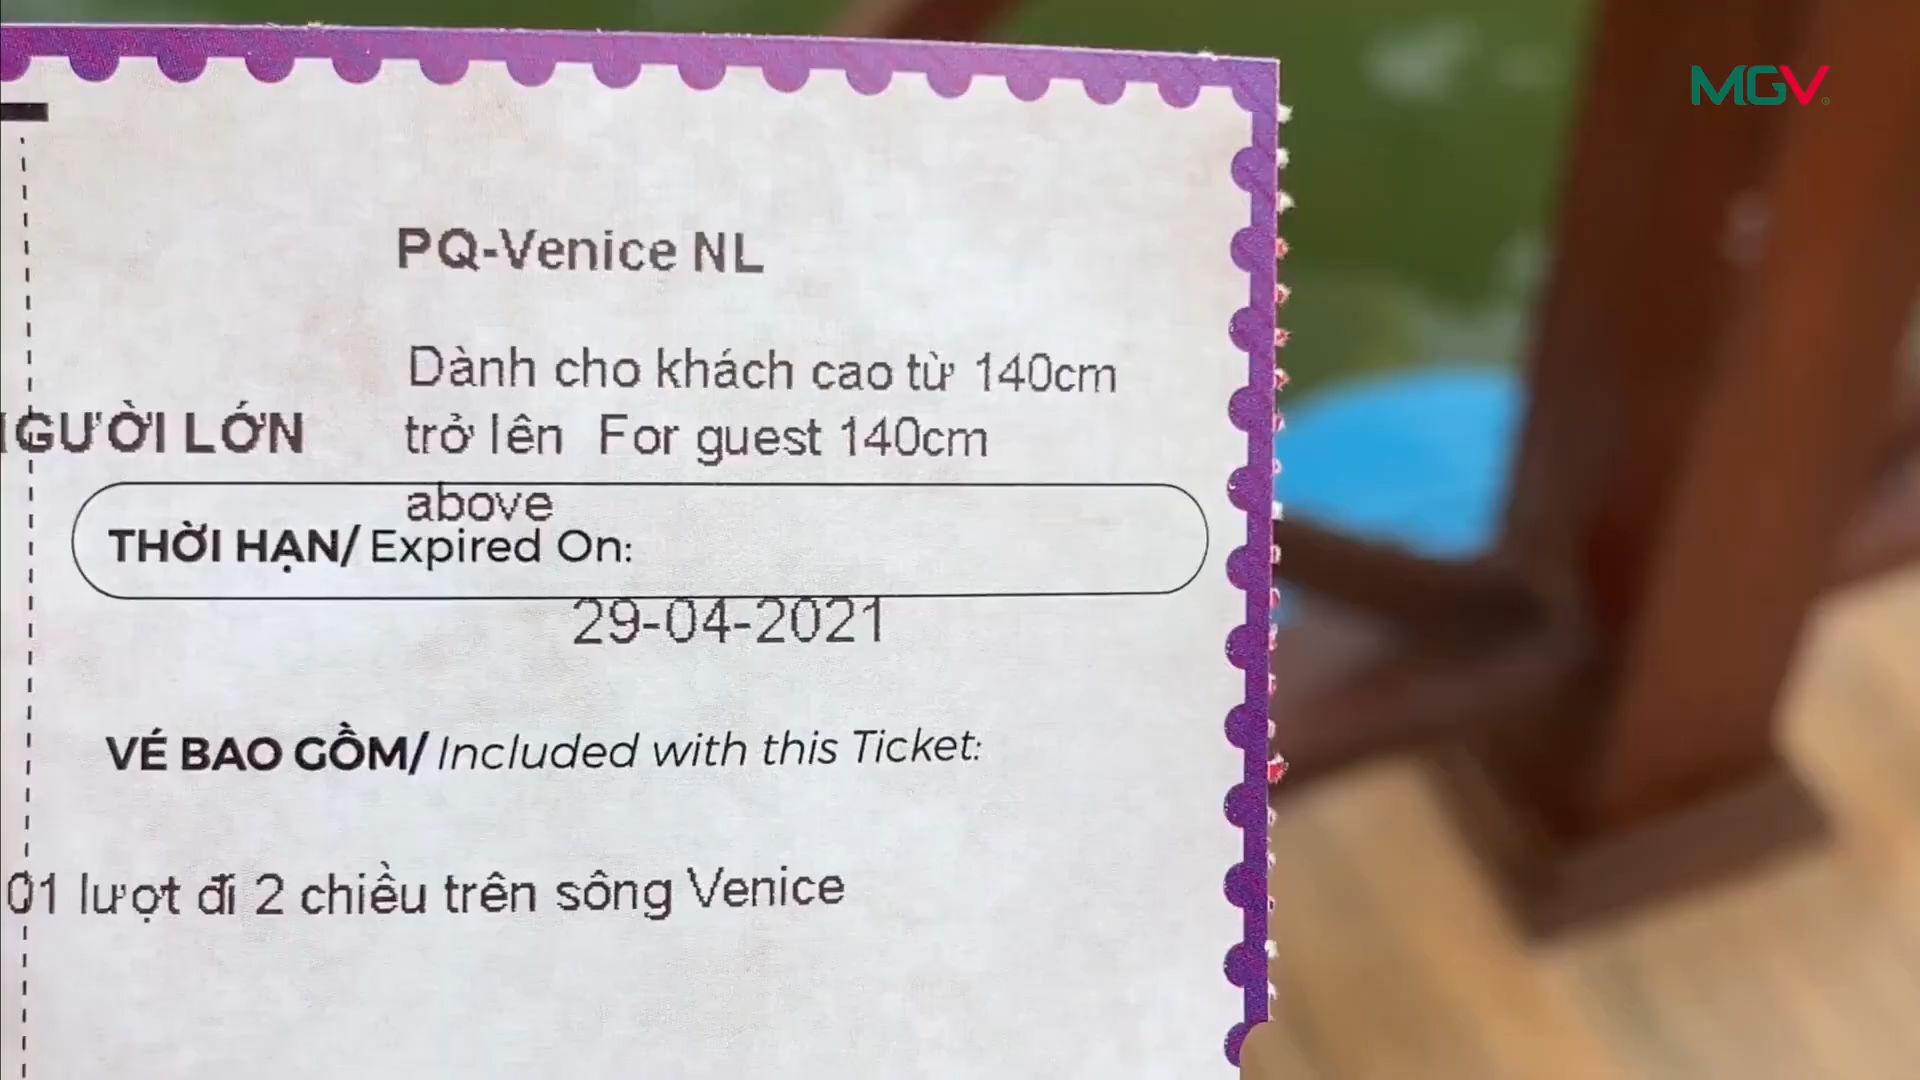 MGV
PQ-Venice NL
Dành cho khách cao từ 140cm
trở lên For guest 140cm
above
NGƯỜI LỚN
THỜI HẠN/ Expired On:
29-04-2021
VÉ BAO GỒM/ Included with this Ticket:
01 lượt đi 2 chiều trên sông Venice